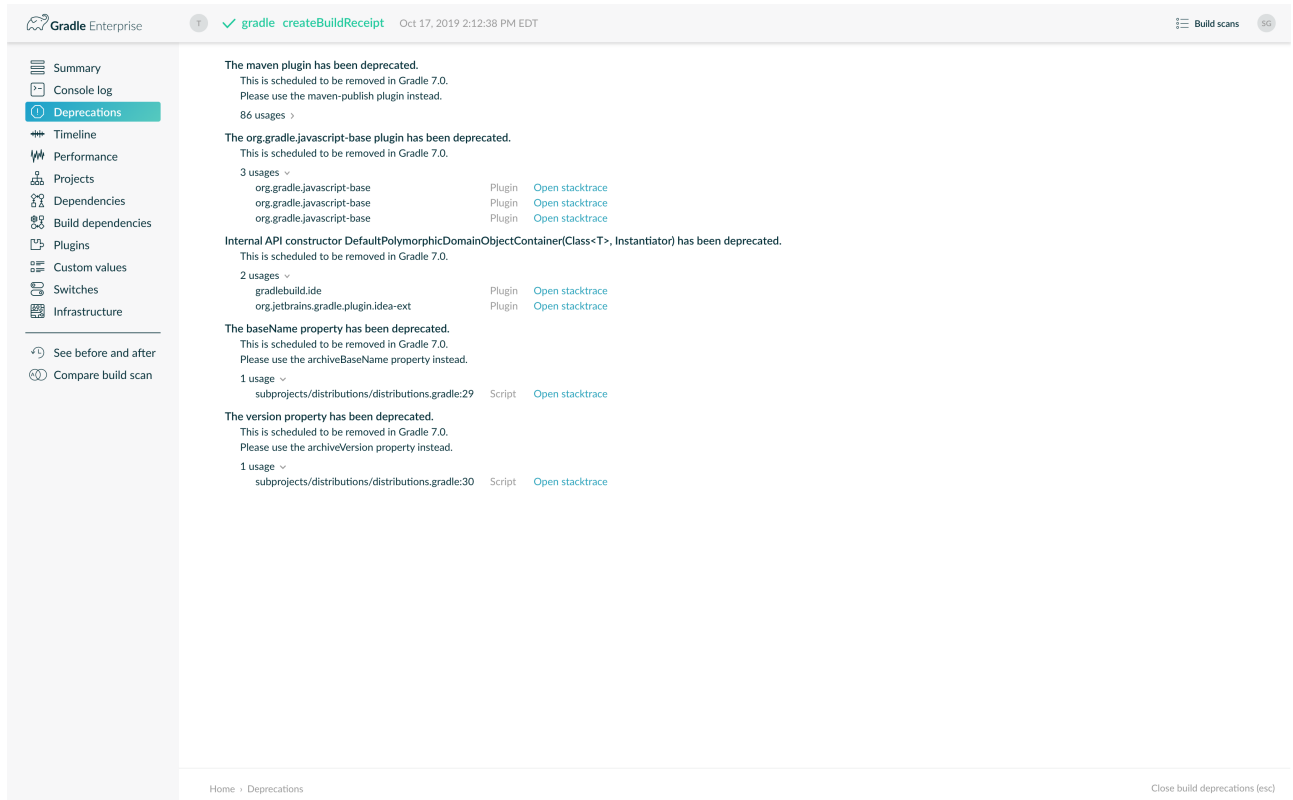 Gradle Enterprise
T gradle createBuildReceipt Oct 17, 2019 2:12:38 PM EDT
Build scans SG
Summary
Console log
Deprecations
Timeline
Performance
Projects
Dependencies
Build dependencies
Plugins
Custom values
Switches
Infrastructure
See before and after
Compare build scan
The maven plugin has been deprecated.
This is scheduled to be removed in Gradle 7.0.
Please use the maven-publish plugin instead.
86 usages
The org.gradle.javascript-base plugin has been deprecated.
This is scheduled to be removed in Gradle 7.0.
3 usages
org.gradle.javascript-base Plugin Open stacktrace
org.gradle.javascript-base Plugin Open stacktrace
org.gradle.javascript-base Plugin Open stacktrace
Internal API constructor DefaultPolymorphicDomainObjectContainer(Class<T>, Instantiator) has been deprecated.
This is scheduled to be removed in Gradle 7.0.
2 usages
gradlebuild.ide Plugin Open stacktrace
org.jetbrains.gradle.plugin.idea-ext Plugin Open stacktrace
The baseName property has been deprecated.
This is scheduled to be removed in Gradle 7.0.
Please use the archiveBaseName property instead.
1 usage
subprojects/distributions/distributions.gradle:29 Script Open stacktrace
The version property has been deprecated.
This is scheduled to be removed in Gradle 7.0.
Please use the archiveVersion property instead.
1 usage
subprojects/distributions/distributions.gradle:30 Script Open stacktrace
Home › Deprecations
Close build deprecations (esc)